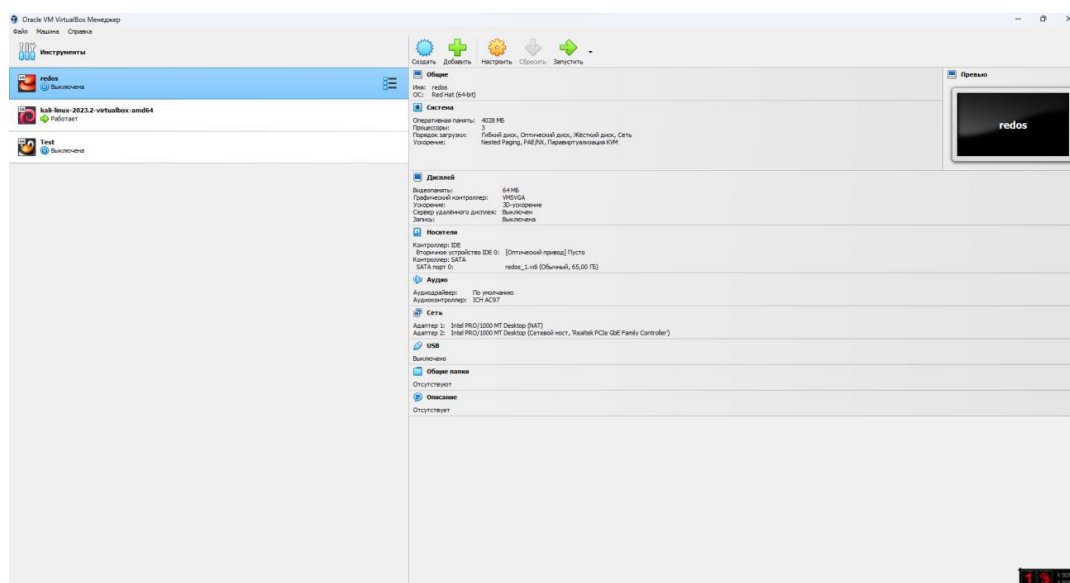 Oracle VM VirtualBox Менеджер
Файл Машина Справка
Инструменты
Создать Добавить Настроить Сбросить Запустить
redos
Выключена
kali-linux-2023.2-virtualbox-amd64
Работает
Test
Выключена
Общие
Имя: redos
ОС: Red Hat (64-bit)
Превью
redos
Система
Оперативная память: 4028 МБ
Процессоры: 3
Порядок загрузки: Гибкий диск, Оптический диск, Жёсткий диск, Сеть
Ускорение: Nested Paging, PAE/NX, Паравиртуализация KVM
Дисплей
Видеопамять: 64 МБ
Графический контроллер: VMSVGA
Ускорение: 3D-ускорение
Сервер удалённого дисплея: Выключен
Запись: Выключена
Носители
Контроллер: IDE
Вторичное устройство IDE 0: [Оптический привод] Пусто
Контроллер: SATA
SATA порт 0: redos_1.vdi (Обычный, 65,00 ГБ)
Аудио
Аудиодрайвер: По умолчанию
Аудиоконтроллер: ICH AC97
Сеть
Адаптер 1: Intel PRO/1000 MT Desktop (NAT)
Адаптер 2: Intel PRO/1000 MT Desktop (Сетевой мост, 'Realtek PCIe GbE Family Controller')
USB
Выключено
Общие папки
Отсутствуют
Описание
Отсутствует